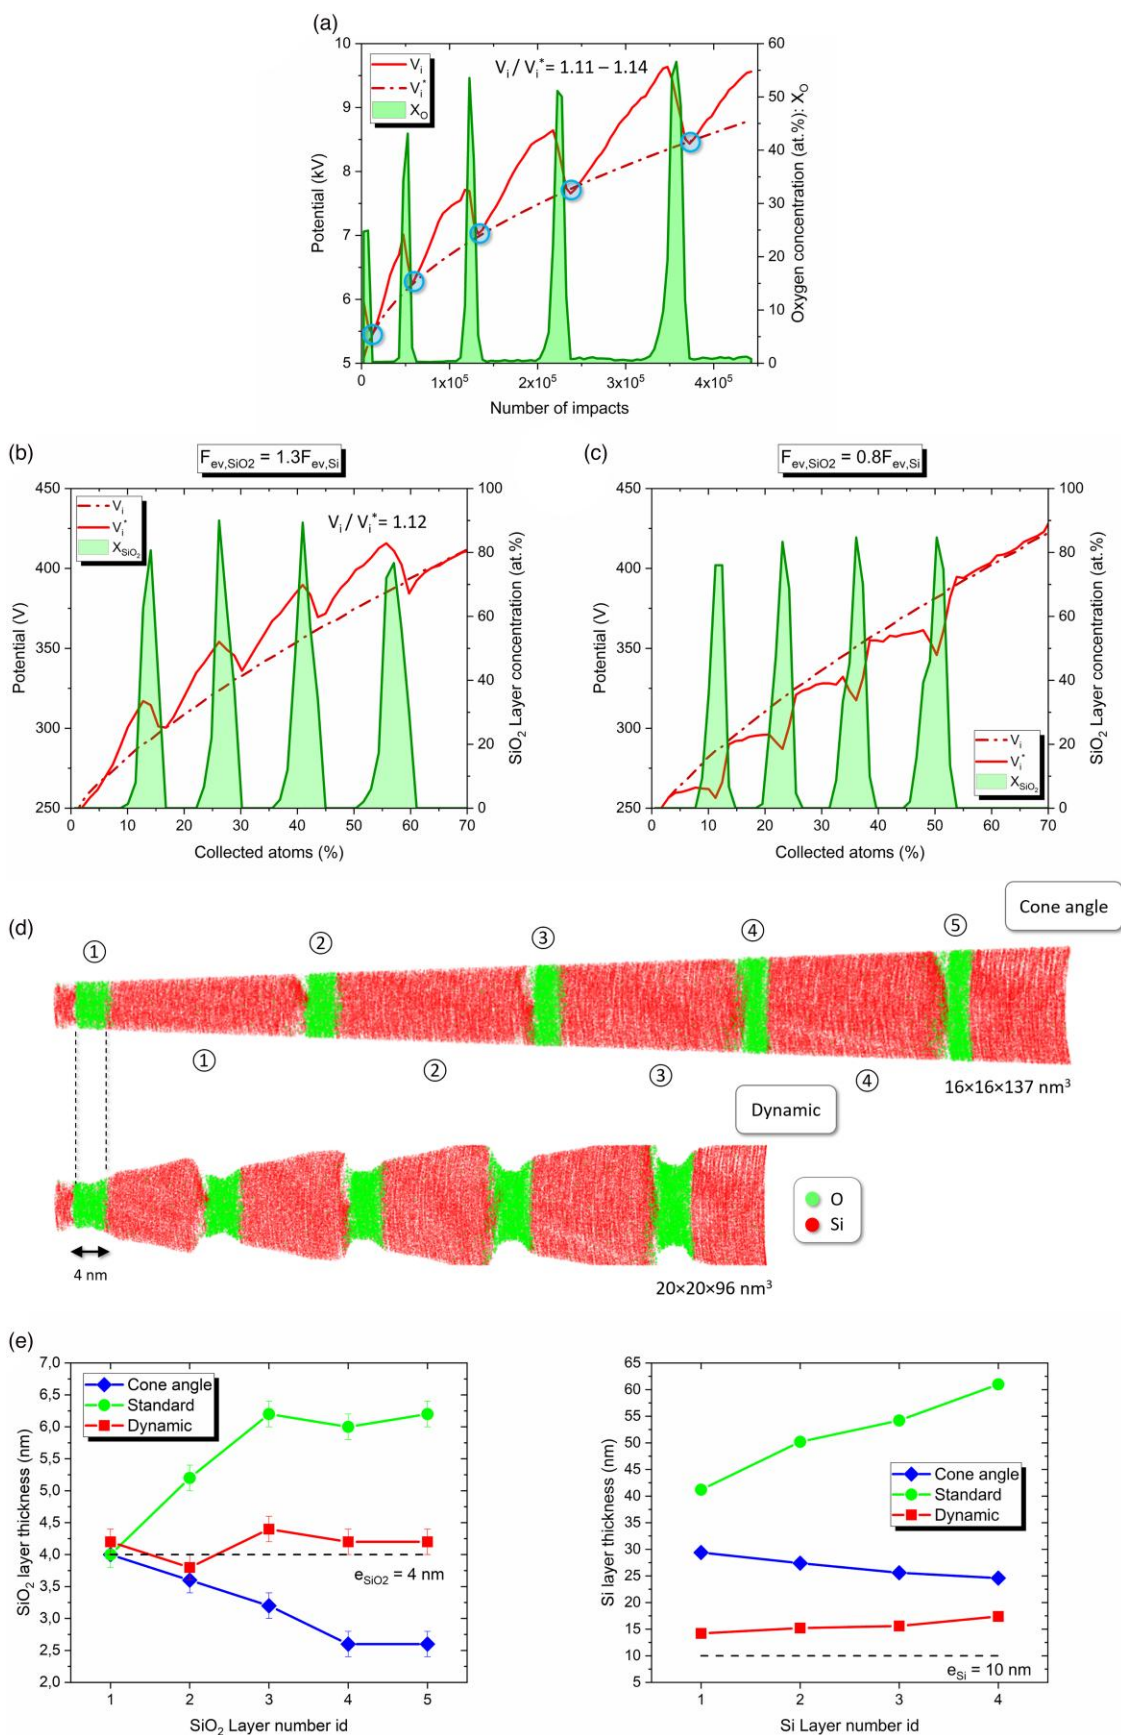 (a)
10
9
8
7
6
5
Potential (kV)
V_i
V_i^*
X_O
V_i / V_i^* = 1.11 – 1.14
60
50
40
30
20
10
0
Oxygen concentration (at.%): X_O
0 1x10^5 2x10^5 3x10^5 4x10^5
Number of impacts
(b)
F_ev,SiO2 = 1.3F_ev,Si
450
400
350
300
250
Potential (V)
V_i
V_i^*
X_SiO2
V_i / V_i^* = 1.12
100
80
60
40
20
0
SiO2 Layer concentration (at.%)
0 10 20 30 40 50 60 70
Collected atoms (%)
(c)
F_ev,SiO2 = 0.8F_ev,Si
450
400
350
300
250
Potential (V)
V_i
V_i^*
X_SiO2
100
80
60
40
20
0
SiO2 Layer concentration (at.%)
0 10 20 30 40 50 60 70
Collected atoms (%)
(d)
Cone angle
① ② ③ ④ ⑤
① ② ③ ④
16×16×137 nm³
Dynamic
O
Si
4 nm
20×20×96 nm³
(e)
7,0
6,5
6,0
5,5
5,0
4,5
4,0
3,5
3,0
2,5
2,0
SiO2 layer thickness (nm)
Cone angle
Standard
Dynamic
e_SiO2 = 4 nm
1 2 3 4 5
SiO2 Layer number id
65
60
55
50
45
40
35
30
25
20
15
10
5
Si layer thickness (nm)
Cone angle
Standard
Dynamic
e_Si = 10 nm
1 2 3 4
Si Layer number id